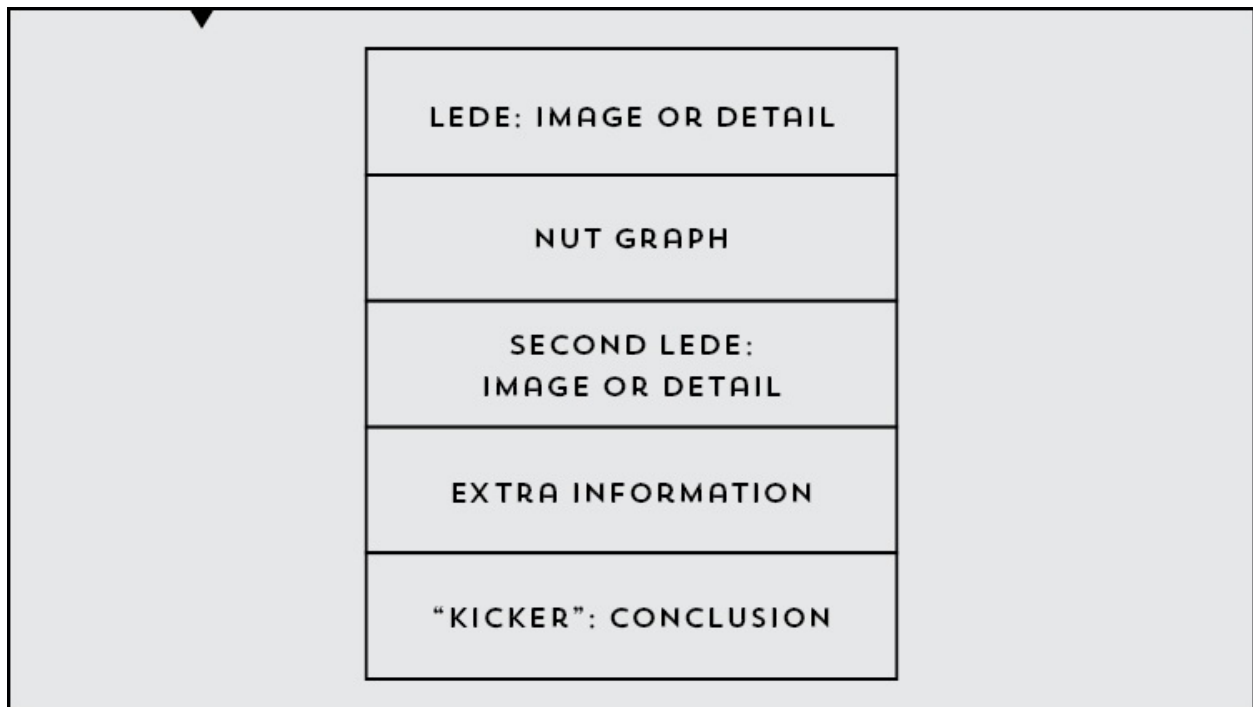 LEDE: IMAGE OR DETAIL
NUT GRAPH
SECOND LEDE:
IMAGE OR DETAIL
EXTRA INFORMATION
“KICKER”: CONCLUSION